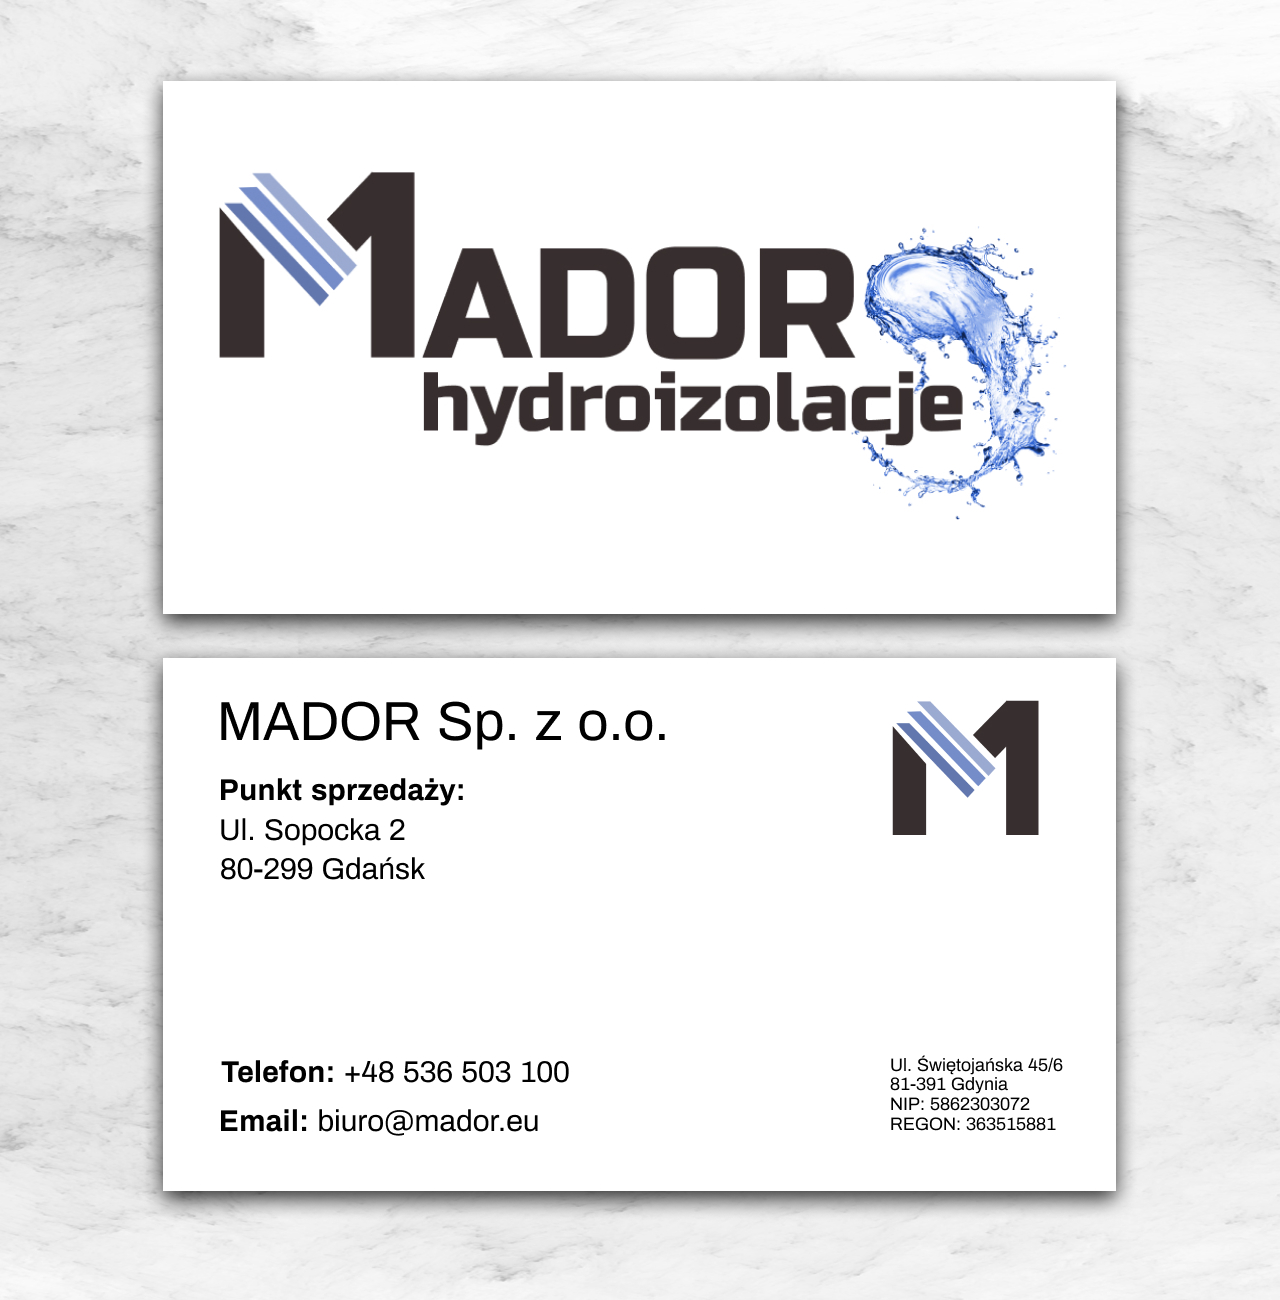 MADOR
hydroizolacje
MADOR Sp. z o.o.
Punkt sprzedaży:
Ul. Sopocka 2
80-299 Gdańsk
Telefon: +48 536 503 100
Email: biuro@mador.eu
Ul. Świętojańska 45/6
81-391 Gdynia
NIP: 5862303072
REGON: 363515881